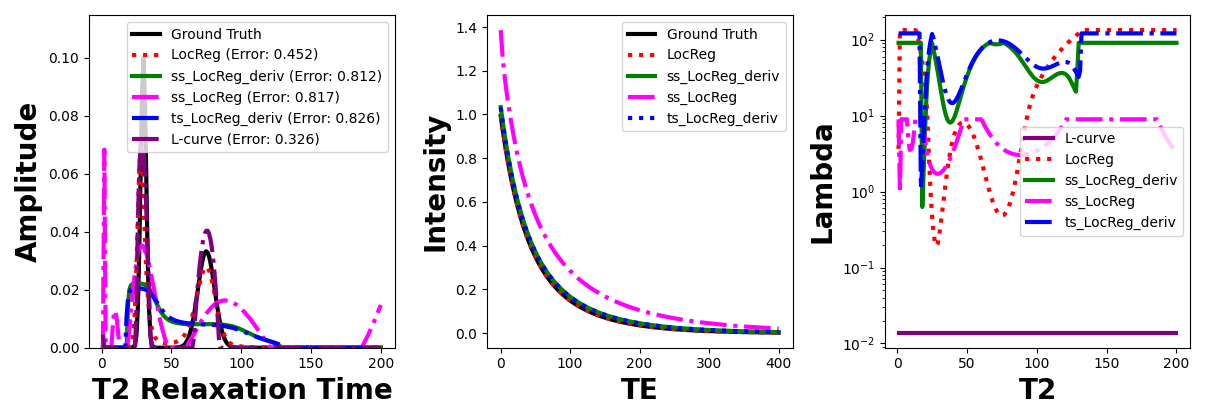 Amplitude
0.10
0.08
0.06
0.04
0.02
0.00
Ground Truth
LocReg (Error: 0.452)
ss_LocReg_deriv (Error: 0.812)
ss_LocReg (Error: 0.817)
ts_LocReg_deriv (Error: 0.826)
L-curve (Error: 0.326)
0 50 100 150 200
T2 Relaxation Time
Intensity
1.4
1.2
1.0
0.8
0.6
0.4
0.2
0.0
Ground Truth
LocReg
ss_LocReg_deriv
ss_LocReg
ts_LocReg_deriv
0 100 200 300 400
TE
Lambda
10²
10¹
10⁰
10⁻¹
10⁻²
L-curve
LocReg
ss_LocReg_deriv
ss_LocReg
ts_LocReg_deriv
0 50 100 150 200
T2